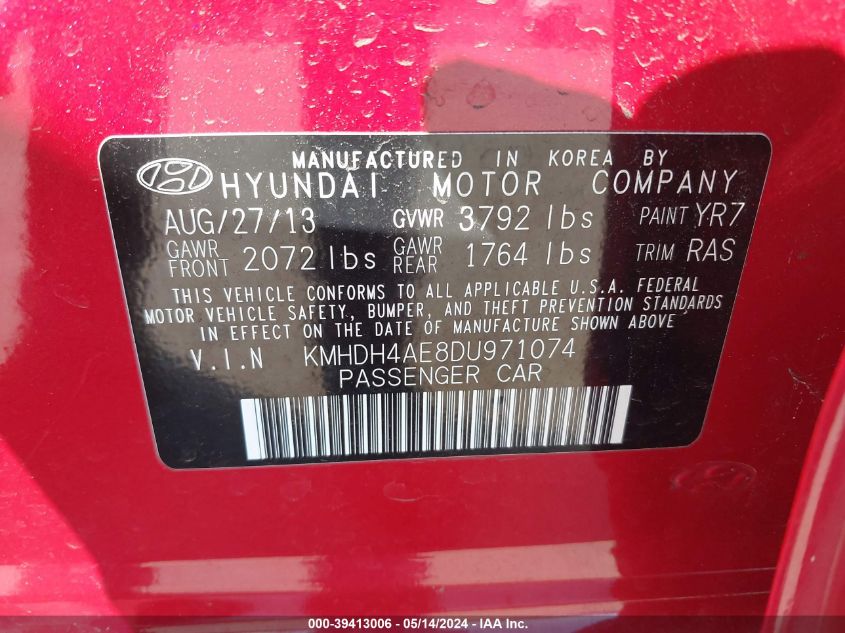 MANUFACTURED IN KOREA BY
HYUNDAI MOTOR COMPANY
AUG/27/13 GVWR 3792 lbs PAINT YR7
GAWR FRONT 2072 lbs GAWR REAR 1764 lbs TRIM RAS
THIS VEHICLE CONFORMS TO ALL APPLICABLE U.S.A. FEDERAL
MOTOR VEHICLE SAFETY, BUMPER, AND THEFT PREVENTION STANDARDS
IN EFFECT ON THE DATE OF MANUFACTURE SHOWN ABOVE
V.I.N KMHDH4AE8DU971074
PASSENGER CAR
000-39413006 - 05/14/2024 - IAA Inc.